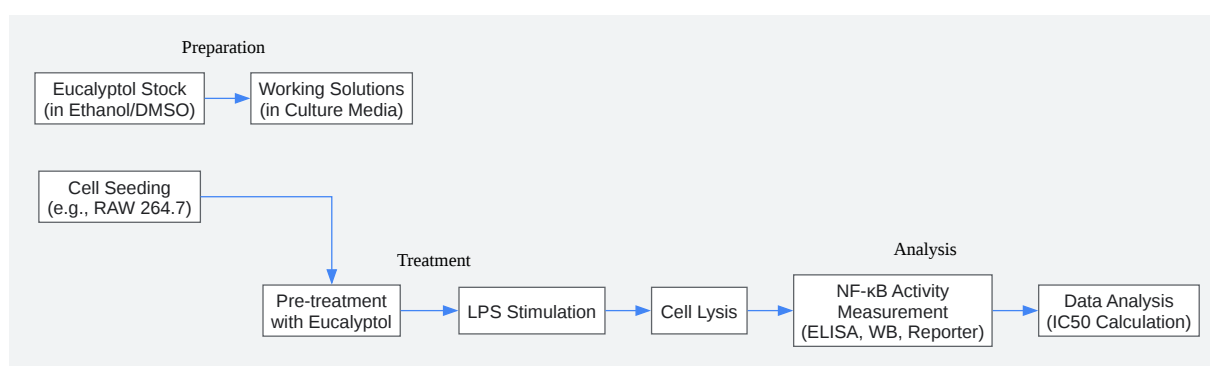 Preparation
Eucalyptol Stock
(in Ethanol/DMSO)
Working Solutions
(in Culture Media)
Cell Seeding
(e.g., RAW 264.7)
Treatment
Pre-treatment
with Eucalyptol
LPS Stimulation
Cell Lysis
Analysis
NF-κB Activity
Measurement
(ELISA, WB, Reporter)
Data Analysis
(IC50 Calculation)